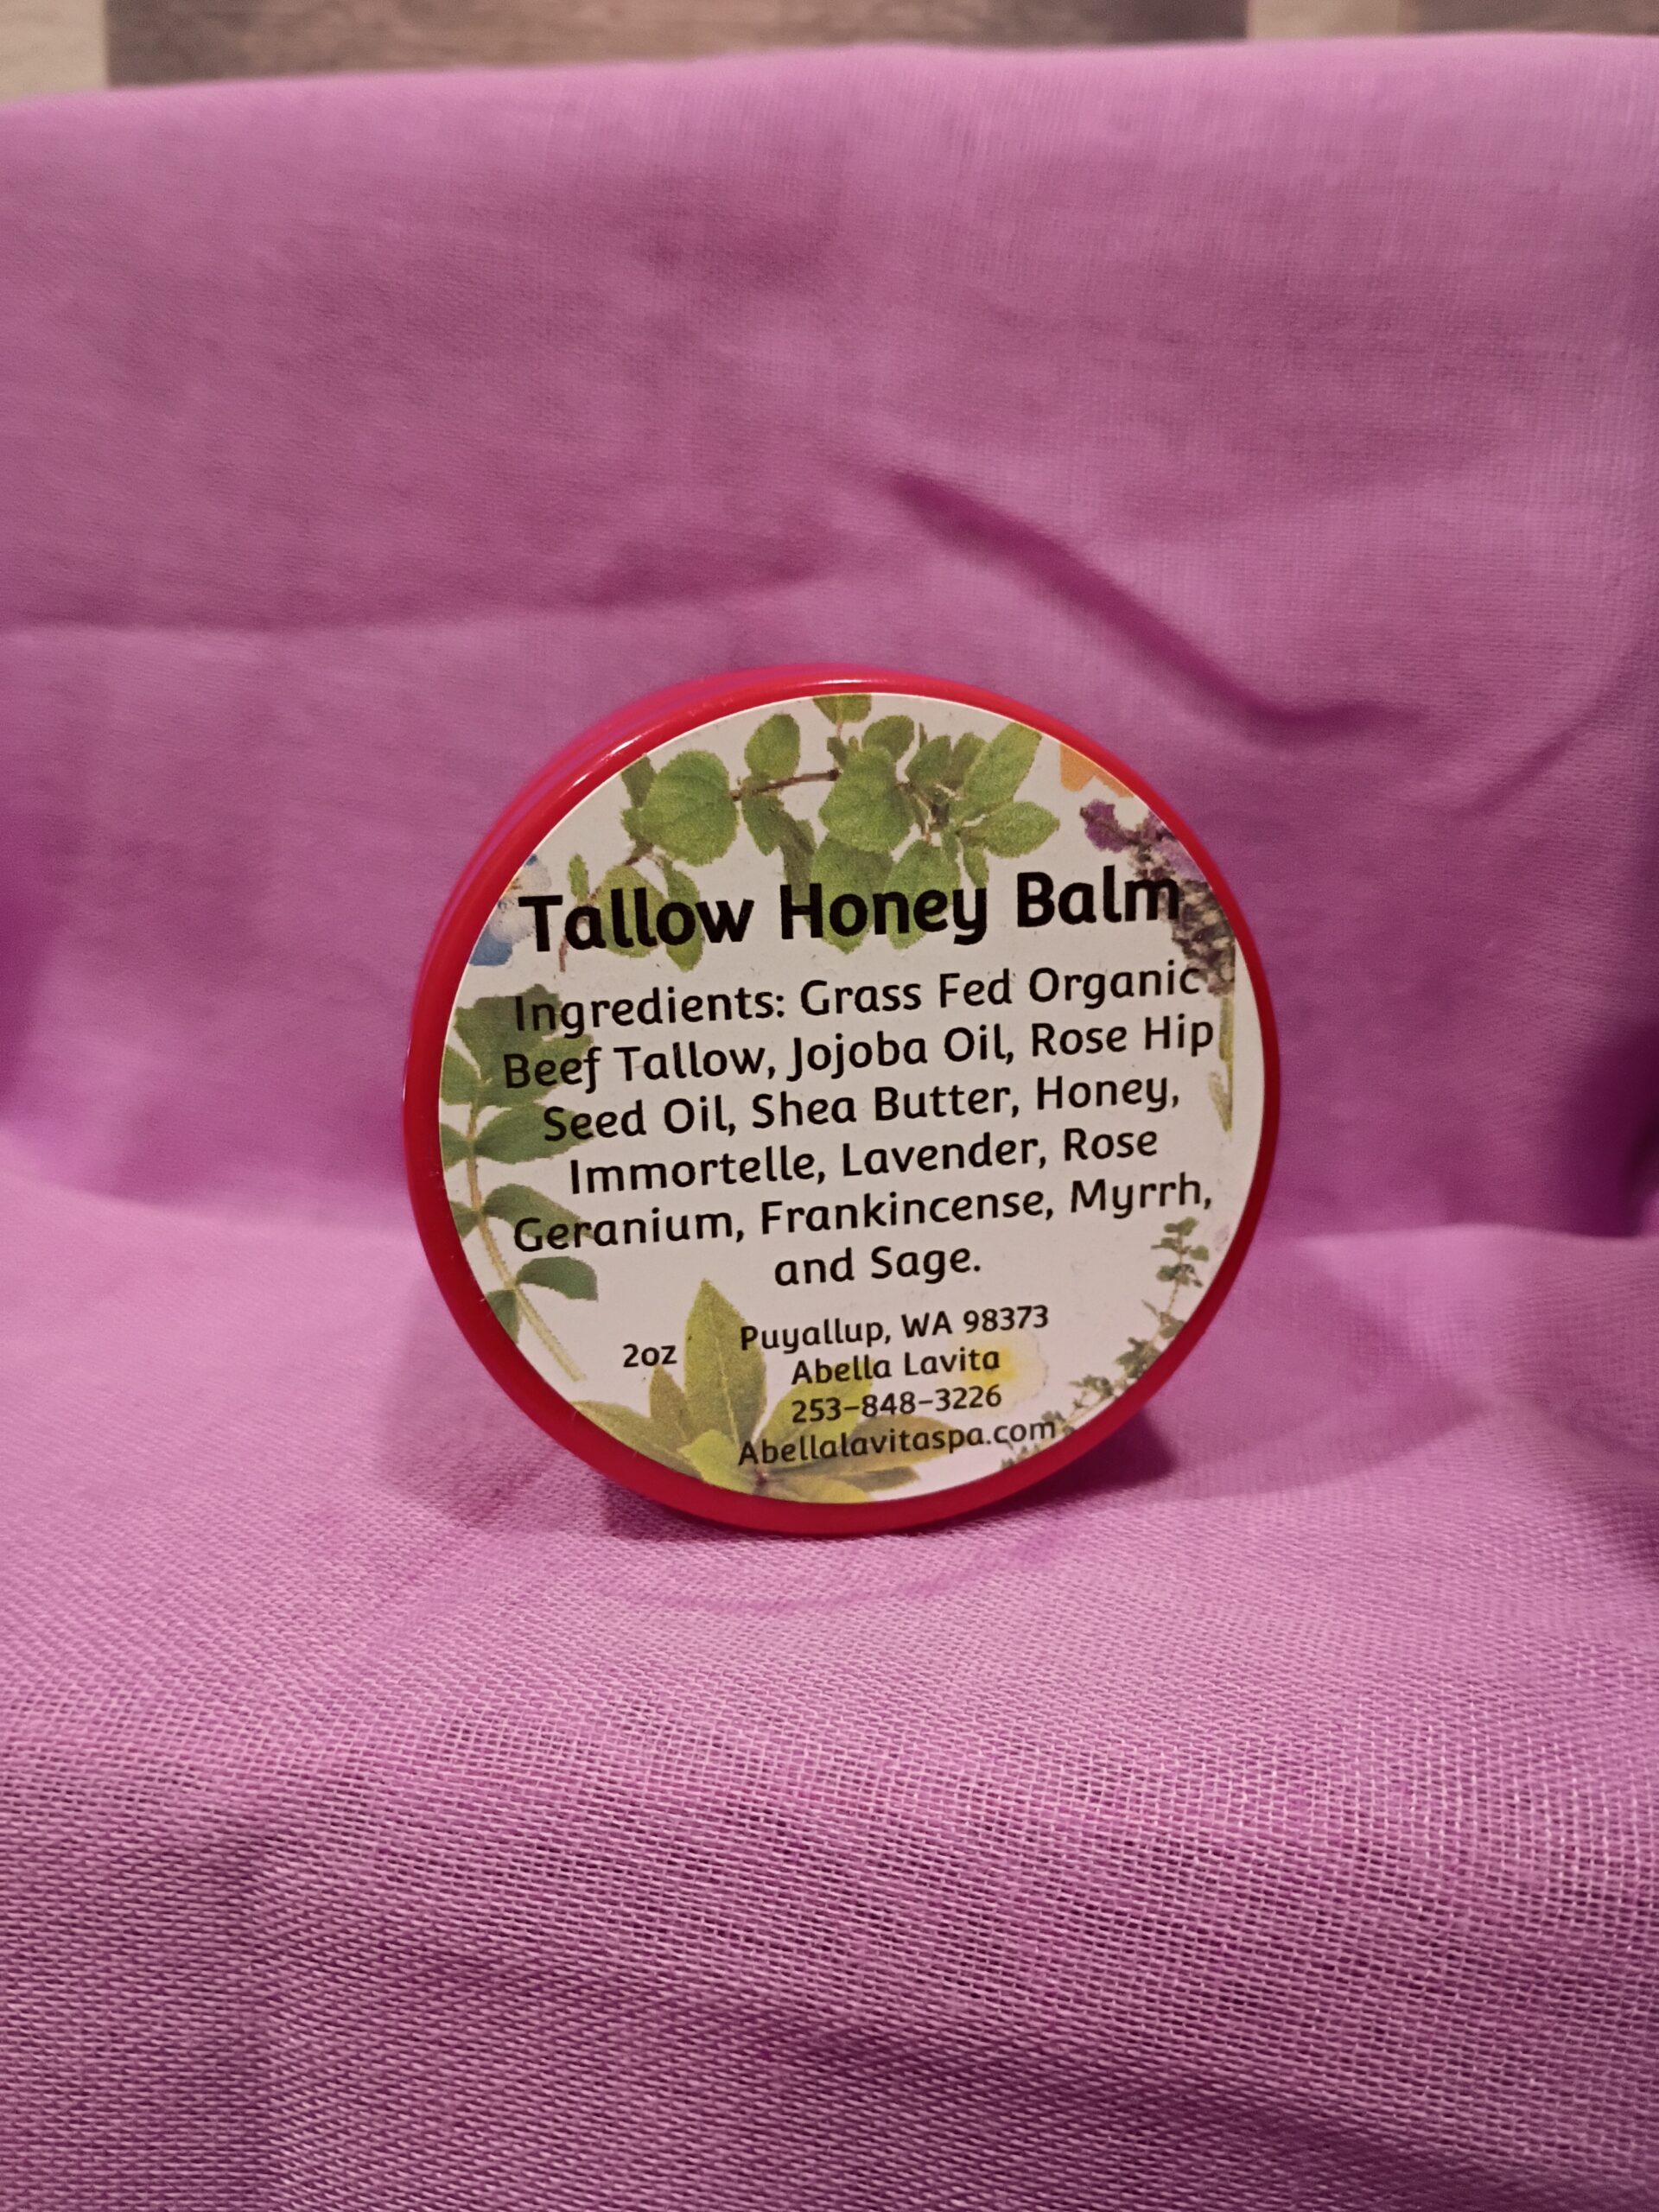 Tallow Honey Balm
Ingredients: Grass Fed Organic
Beef Tallow, Jojoba Oil, Rose Hip
Seed Oil, Shea Butter, Honey,
Immortelle, Lavender, Rose
Geranium, Frankincense, Myrrh,
and Sage.
2oz
Puyallup, WA 98373
Abella Lavita
253-848-3226
Abellalavitaspa.com